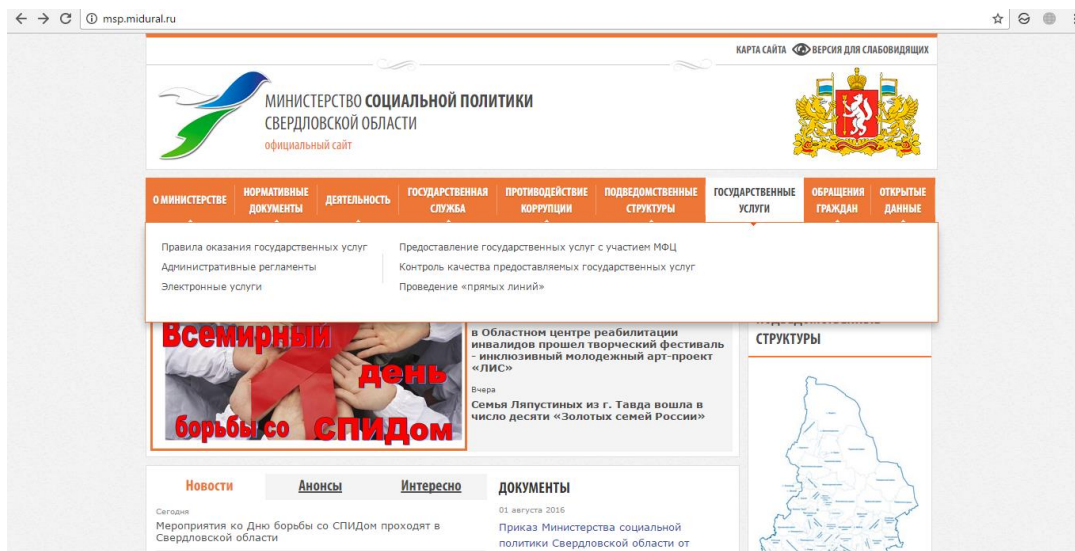 msp.midural.ru
КАРТА САЙТА ВЕРСИЯ ДЛЯ СЛАБОВИДЯЩИХ
МИНИСТЕРСТВО СОЦИАЛЬНОЙ ПОЛИТИКИ
СВЕРДЛОВСКОЙ ОБЛАСТИ
официальный сайт
О МИНИСТЕРСТВЕ
НОРМАТИВНЫЕ
ДОКУМЕНТЫ
ДЕЯТЕЛЬНОСТЬ
ГОСУДАРСТВЕННАЯ
СЛУЖБА
ПРОТИВОДЕЙСТВИЕ
КОРРУПЦИИ
ПОДВЕДОМСТВЕННЫЕ
СТРУКТУРЫ
ГОСУДАРСТВЕННЫЕ
УСЛУГИ
ОБРАЩЕНИЯ
ГРАЖДАН
ОТКРЫТЫЕ
ДАННЫЕ
Правила оказания государственных услуг
Административные регламенты
Электронные услуги
Предоставление государственных услуг с участием МФЦ
Контроль качества предоставляемых государственных услуг
Проведение «прямых линий»
Всемирный
день
борьбы со СПИДом
в Областном центре реабилитации
инвалидов прошел творческий фестиваль
- инклюзивный молодежный арт-проект
«ЛИС»
Вчера
Семья Ляпустиных из г. Тавда вошла в
число десяти «Золотых семей России»
СТРУКТУРЫ
Новости Анонсы Интересно
Сегодня
Мероприятия ко Дню борьбы со СПИДом проходят в
Свердловской области
ДОКУМЕНТЫ
01 августа 2016
Приказ Министерства социальной
политики Свердловской области от